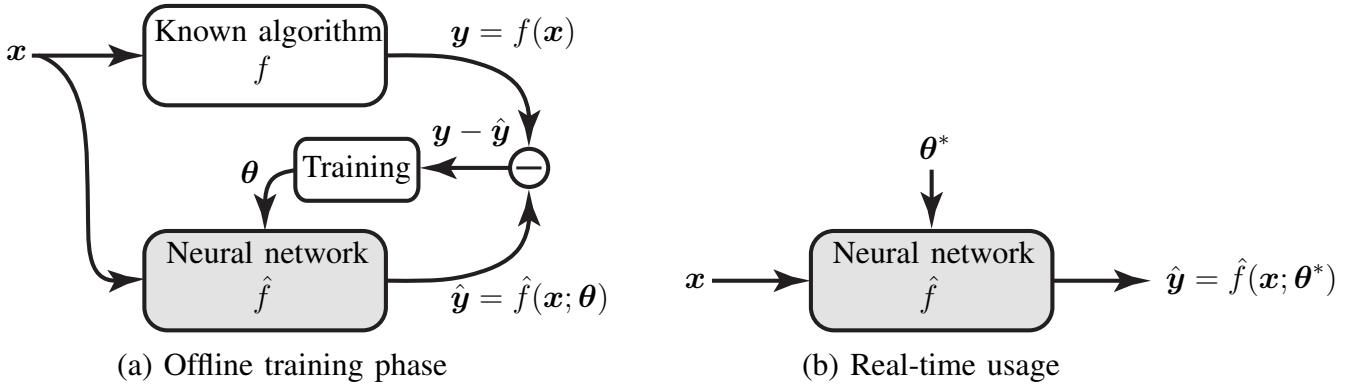 Known algorithm
f
x
y = f(x)
y − ŷ
Training
θ
−
Neural network
f̂
ŷ = f̂(x; θ)
(a) Offline training phase
θ*
x
Neural network
f̂
ŷ = f̂(x; θ*)
(b) Real-time usage